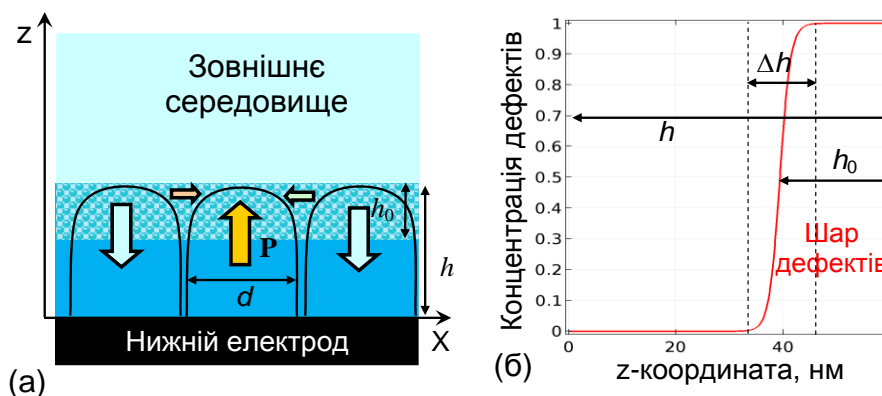 z
Зовнішнє
середовище
h₀
P
h
d
Нижній електрод
X
(а)
Концентрація дефектів
1
0.9
0.8
0.7
0.6
0.5
0.4
0.3
0.2
0.1
0
Δh
h
h₀
Шар
дефектів
0
20
40
z-координата, нм
(б)